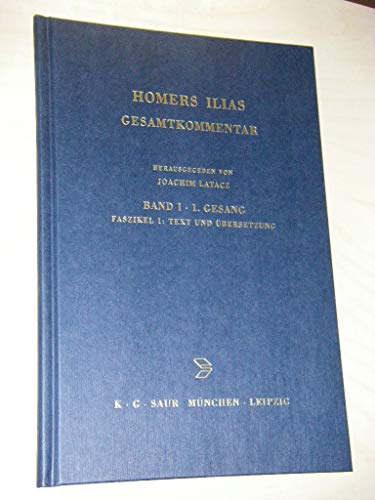 HOMERS ILIAS
GESAMTKOMMENTAR
HERAUSGEGEBEN VON
JOACHIM LATACZ
BAND I · 1. GESANG
FASZIKEL 1: TEXT UND ÜBERSETZUNG
K · G · SAUR MÜNCHEN · LEIPZIG